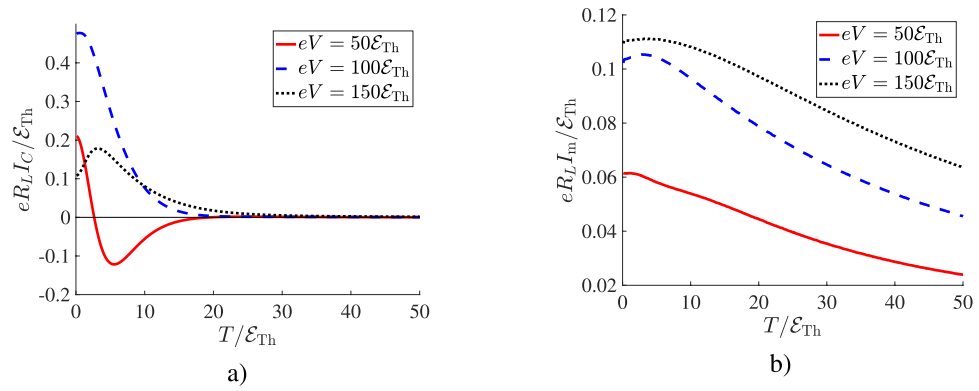 eR_L I_C/ℰ_Th
0.4
0.3
0.2
0.1
0
-0.1
0.2
0 10 20 30 40 50
T/ℰ_Th
eV = 50ℰ_Th
eV = 100ℰ_Th
eV = 150ℰ_Th
a)
eR_L I_m/ℰ_Th
0.12
0.1
0.08
0.06
0.04
0.02
0 10 20 30 40 50
T/ℰ_Th
eV = 50ℰ_Th
eV = 100ℰ_Th
eV = 150ℰ_Th
b)